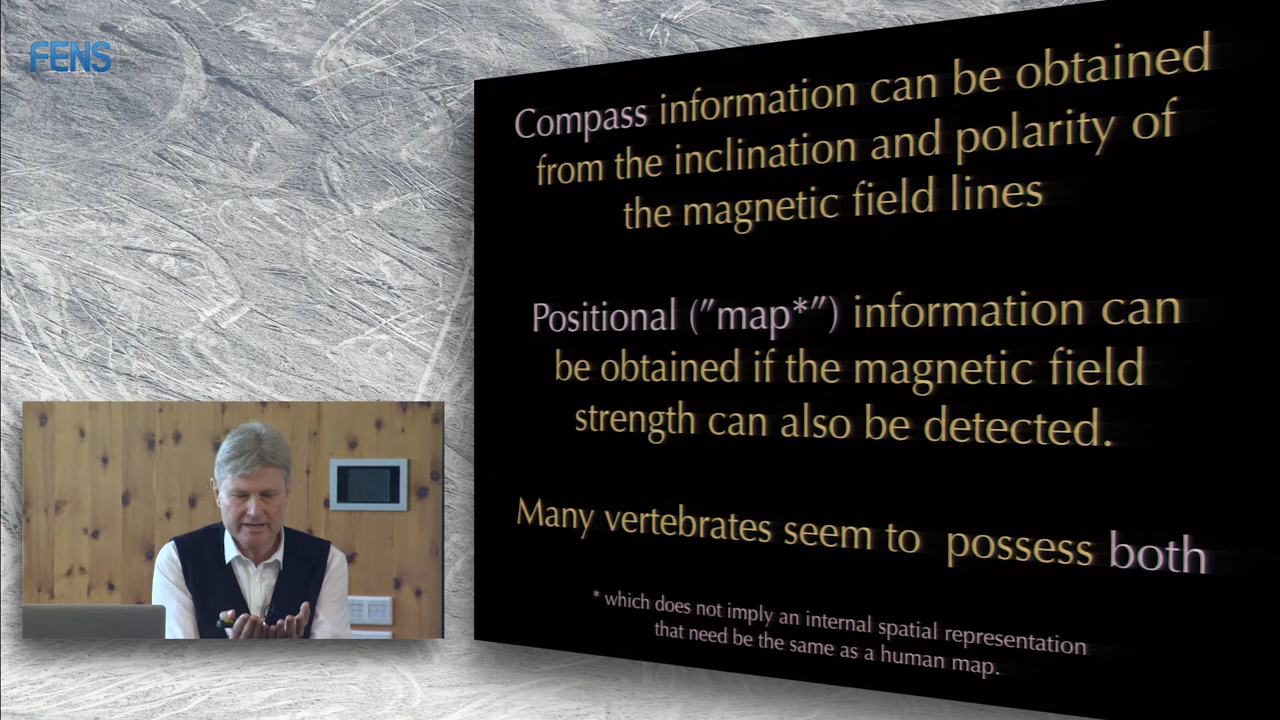 FENS
Compass information can be obtained
from the inclination and polarity of
the magnetic field lines
Positional ("map*") information can
be obtained if the magnetic field
strength can also be detected.
Many vertebrates seem to possess both
* which does not imply an internal spatial representation
that need be the same as a human map.